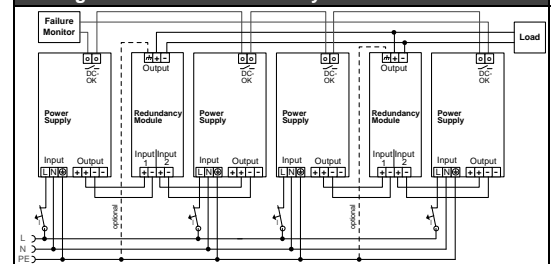 Failure
Monitor
Load
DC-
OK
Output
DC-
OK
DC-
OK
Output
DC-
OK
Power
Supply
Redundancy
Module
Power
Supply
Power
Supply
Redundancy
Module
Power
Supply
Input Output
Input Input
1 2
Input Output
Input Output
Input Input
1 2
Input Output
L N + + - -
+ - + -
L N + + - -
L N + + - -
+ - + -
L N + + - -
optional
optional
L
N
PE